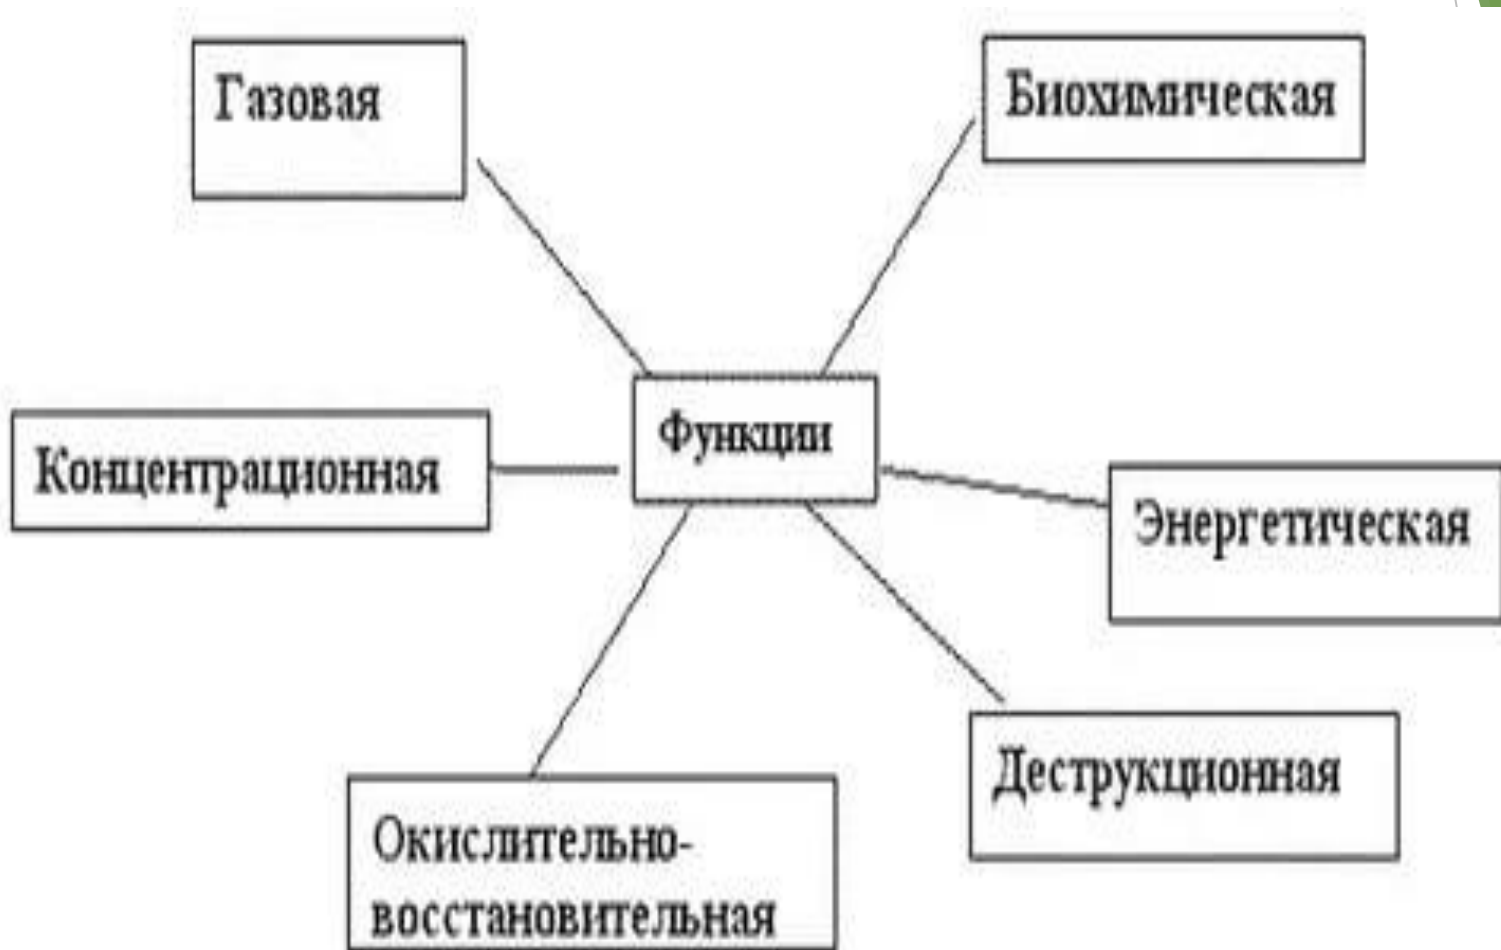 Газовая
Биохимическая
Функции
Концентрационная
Энергетическая
Деструкционная
Окислительно-
восстановительная